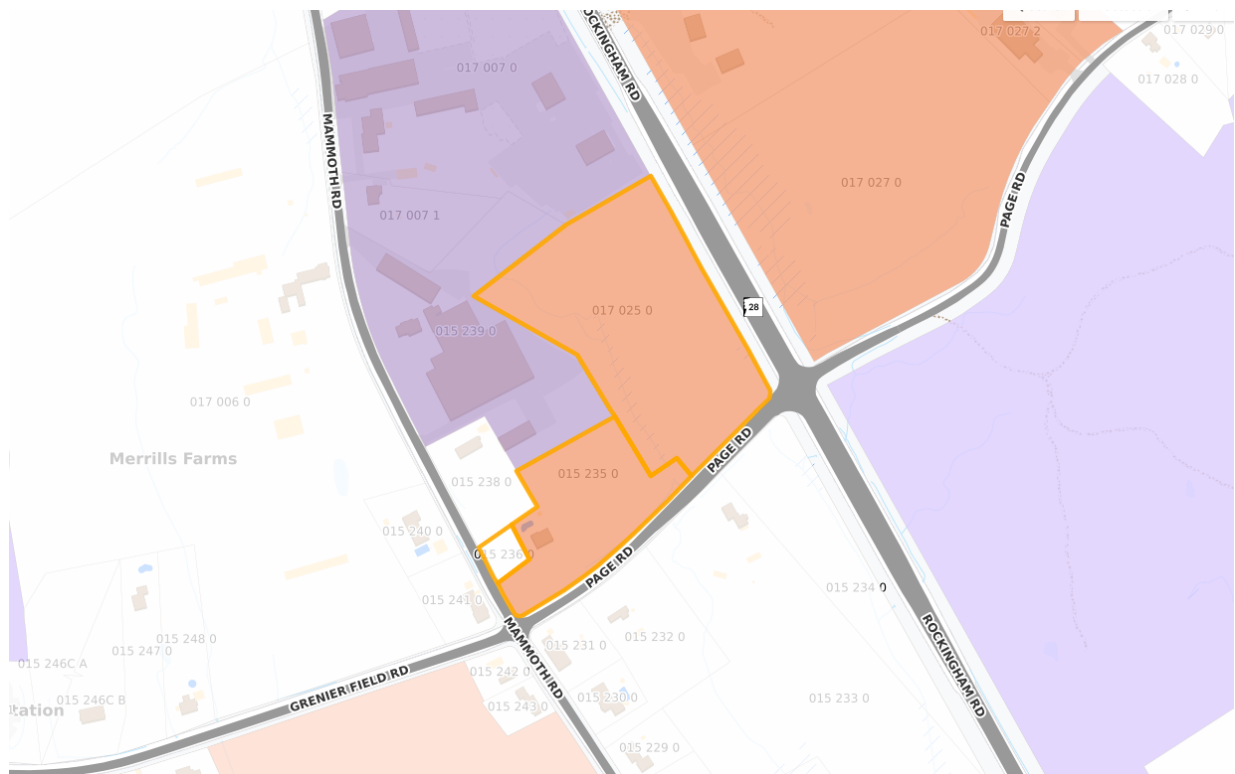 ROCKINGHAM RD
017 027 2
017 029 0
017 007 0
017 028 0
MAMMOTH RD
017 027 0
PAGE RD
017 007 1
28
017 025 0
015 239 0
017 006 0
Merrills Farms
PAGE RD
015 235 0
015 238 0
015 240 0
015 236 0
PAGE RD
015 234 0
015 241 0
ROCKINGHAM RD
015 248 0
015 247 0
015 231 0
015 232 0
MAMMOTH RD
015 246C A
015 242 0
GRENIER FIELD RD
015 246C B
015 230 0
015 233 0
015 243 0
tation
015 229 0